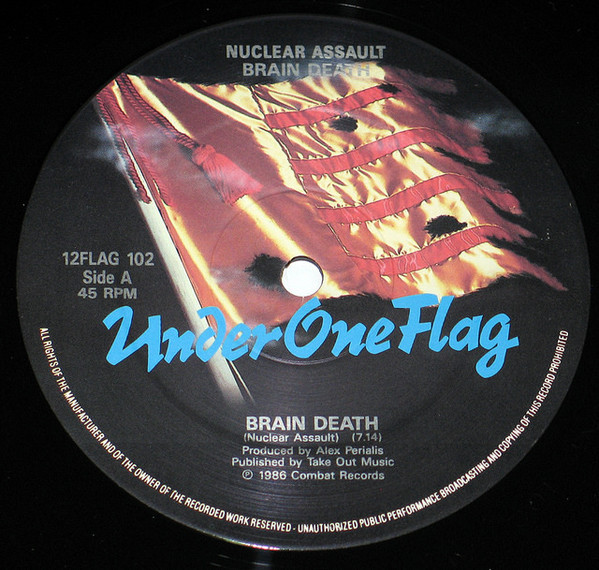 NUCLEAR ASSAULT
BRAIN DEATH
12FLAG 102
Side A
45 RPM
Under One Flag
BRAIN DEATH
(Nuclear Assault) (7.14)
Produced by Alex Perialis
Published by Take Out Music
℗ 1986 Combat Records
ALL RIGHTS OF THE MANUFACTURER AND OF THE OWNER OF THE RECORDED WORK RESERVED - UNAUTHORIZED PUBLIC PERFORMANCE BROADCASTING AND COPYING OF THIS RECORD PROHIBITED